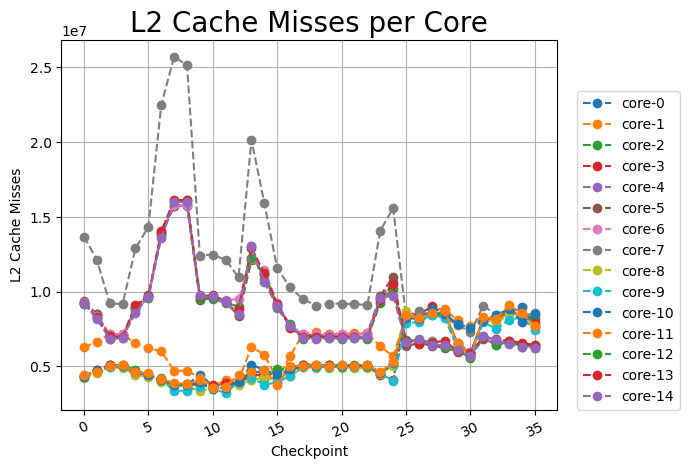 L2 Cache Misses per Core
1e7
2.5
2.0
1.5
1.0
0.5
L2 Cache Misses
0
5
10
15
20
25
30
35
Checkpoint
core-0
core-1
core-2
core-3
core-4
core-5
core-6
core-7
core-8
core-9
core-10
core-11
core-12
core-13
core-14